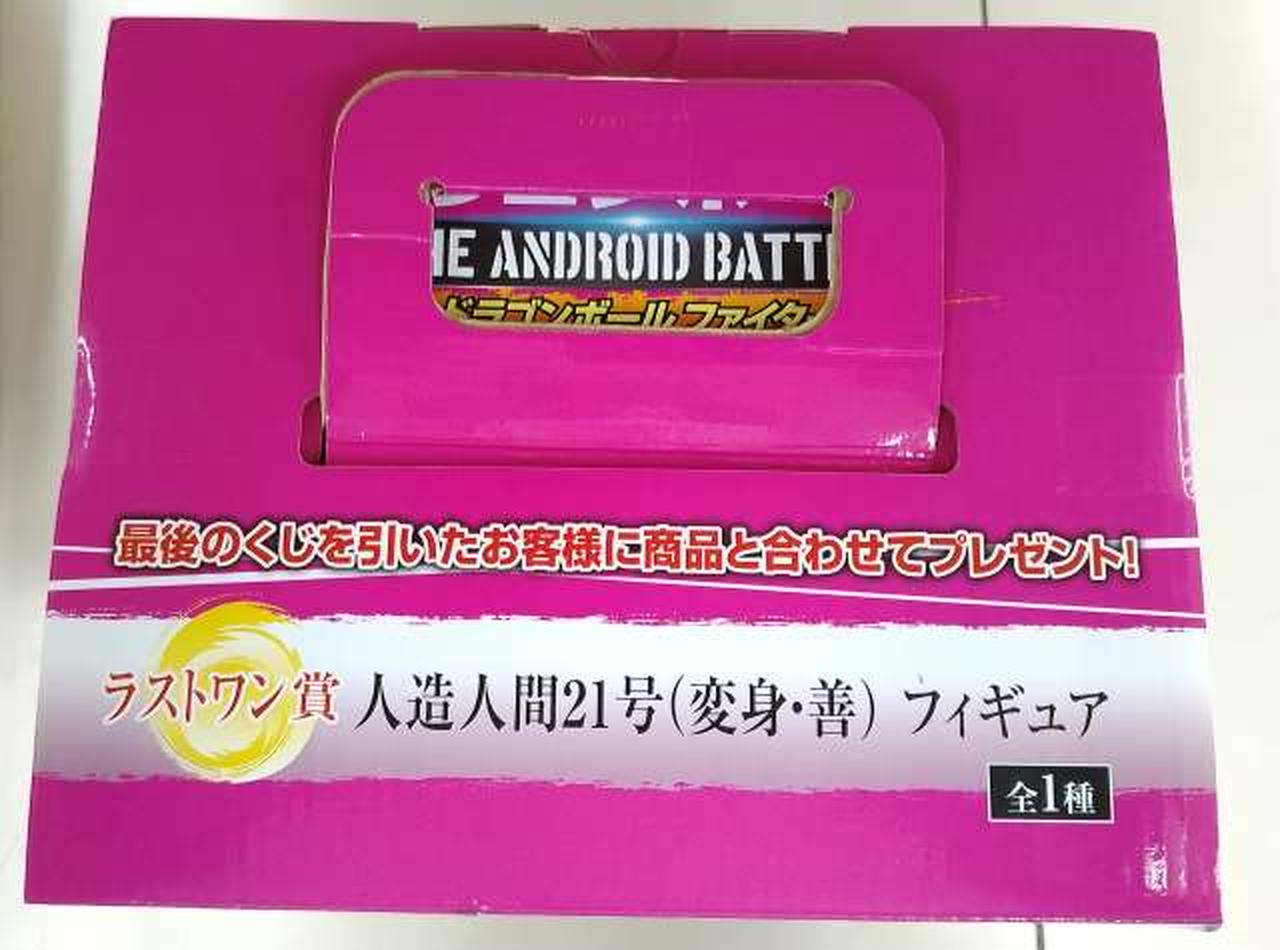 ANDROID BATT
ドラゴンボール ファイタ
最後のくじを引いたお客様に商品と合わせてプレゼント!
ラストワン賞 人造人間21号(変身・善) フィギュア
全1種